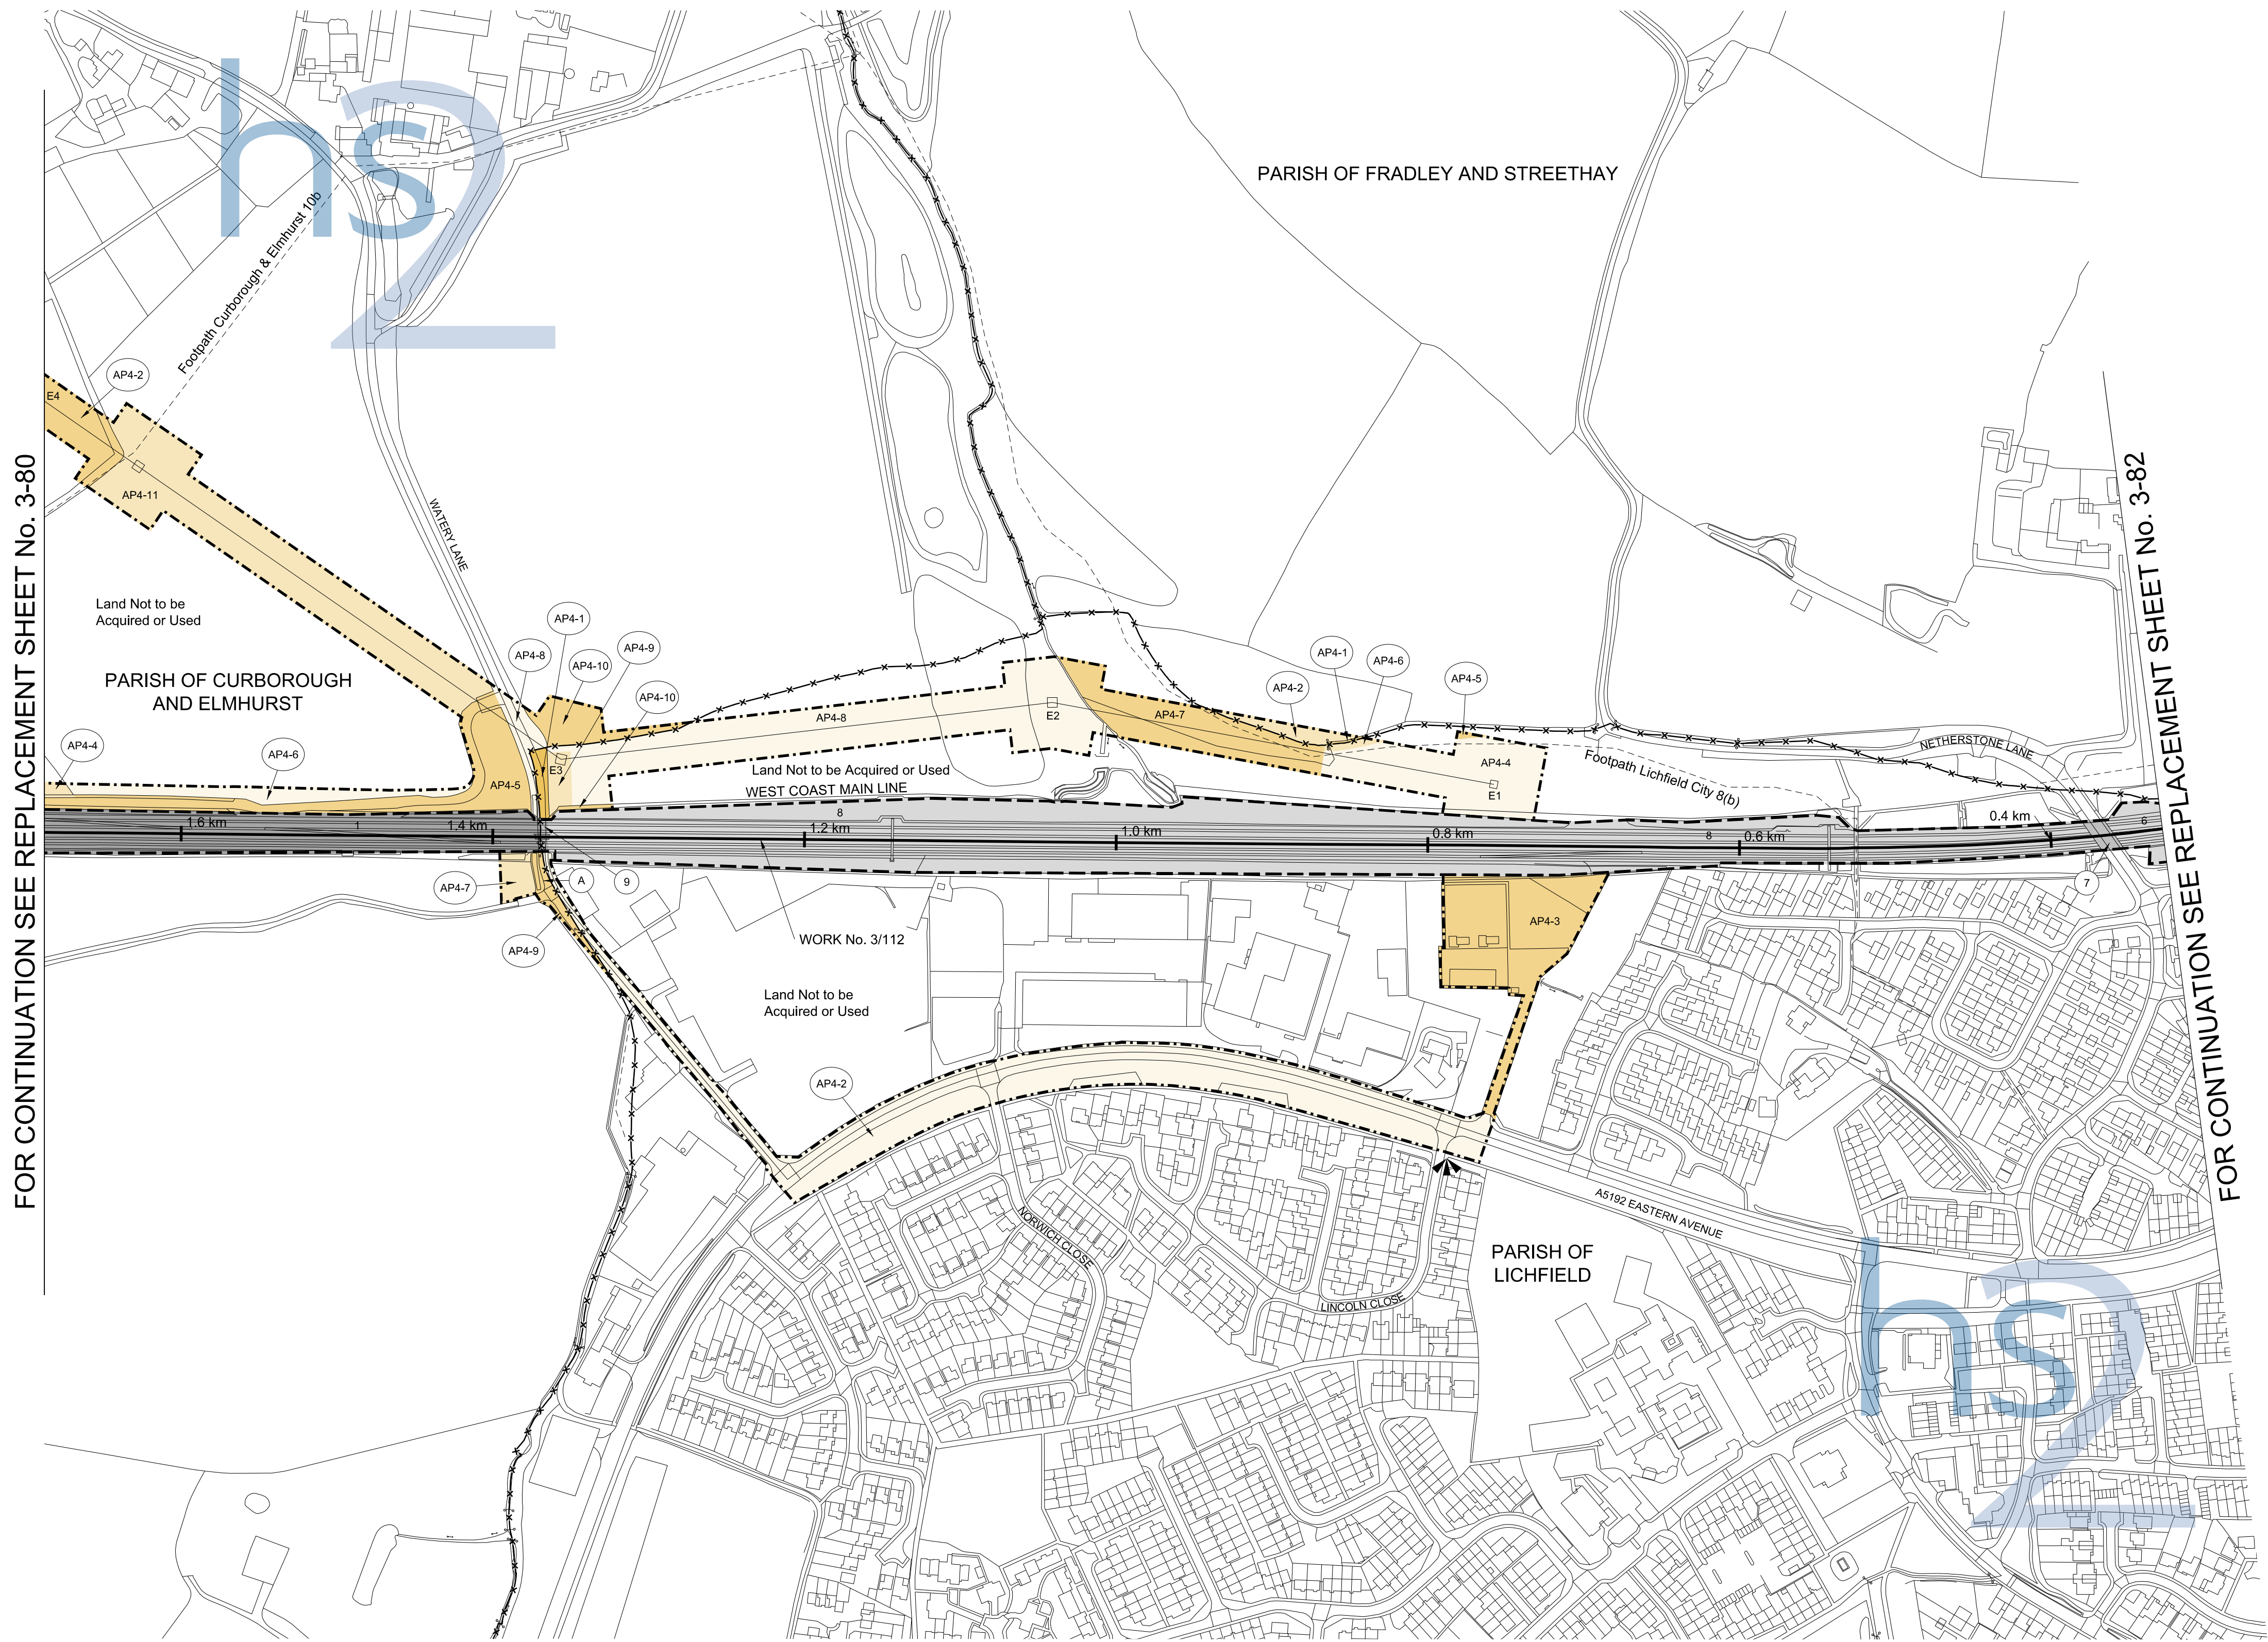 hs2
PARISH OF FRADLEY AND STREETHAY
Footpath Curborough & Elmhurst 10b
AP4-2
E4
AP4-11
FOR CONTINUATION SEE REPLACEMENT SHEET No. 3-80
FOR CONTINUATION SEE REPLACEMENT SHEET No. 3-82
WATERY LANE
Land Not to be
Acquired or Used
PARISH OF CURBOROUGH
AND ELMHURST
AP4-1
AP4-8
AP4-10
AP4-9
AP4-10
AP4-8
E2
AP4-7
AP4-2
AP4-1
AP4-6
AP4-5
AP4-4
E1
NETHERSTONE LANE
Footpath Lichfield City 8(b)
AP4-4
AP4-6
AP4-5
E3
Land Not to be Acquired or Used
WEST COAST MAIN LINE
1.6 km
1
1.4 km
8
1.2 km
1.0 km
0.8 km
8
0.6 km
0.4 km
6
AP4-7
A
9
7
AP4-9
WORK No. 3/112
AP4-3
Land Not to be
Acquired or Used
AP4-2
A5192 EASTERN AVENUE
NORWICH CLOSE
LINCOLN CLOSE
PARISH OF
LICHFIELD
hs2